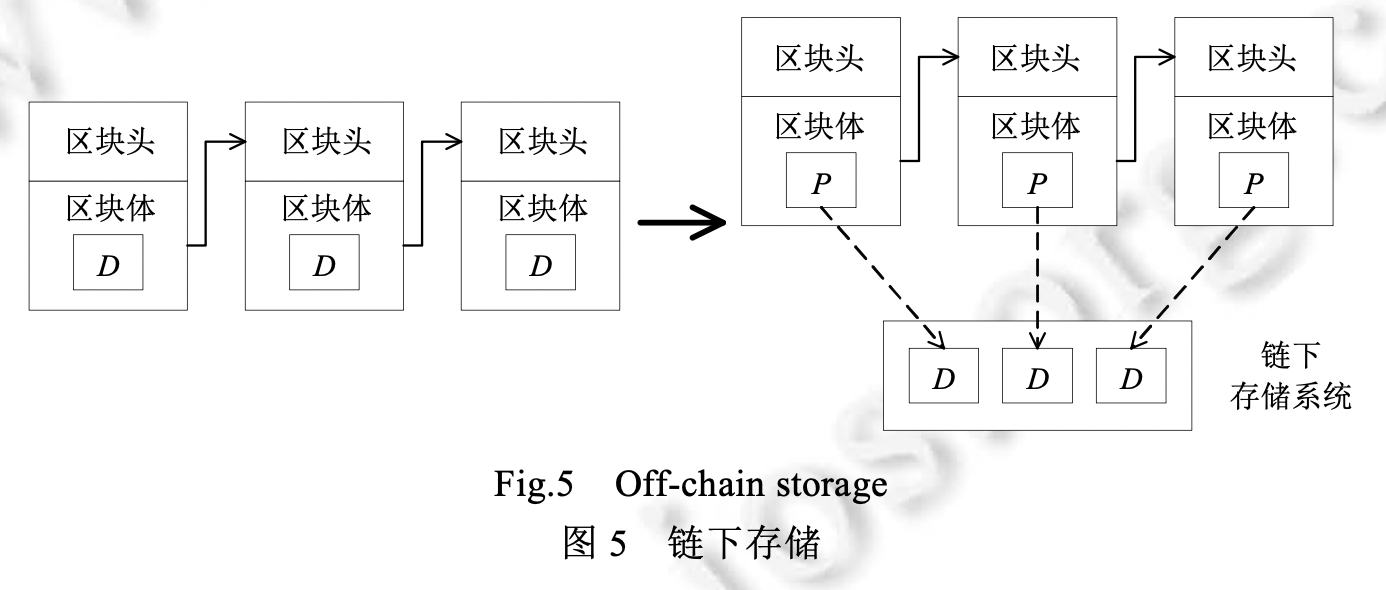 区块头 区块头 区块头
区块体 区块体 区块体
D D D
区块头 区块头 区块头
区块体 区块体 区块体
P P P
D D D
链下
存储系统
Fig.5 Off-chain storage
图 5 链下存储